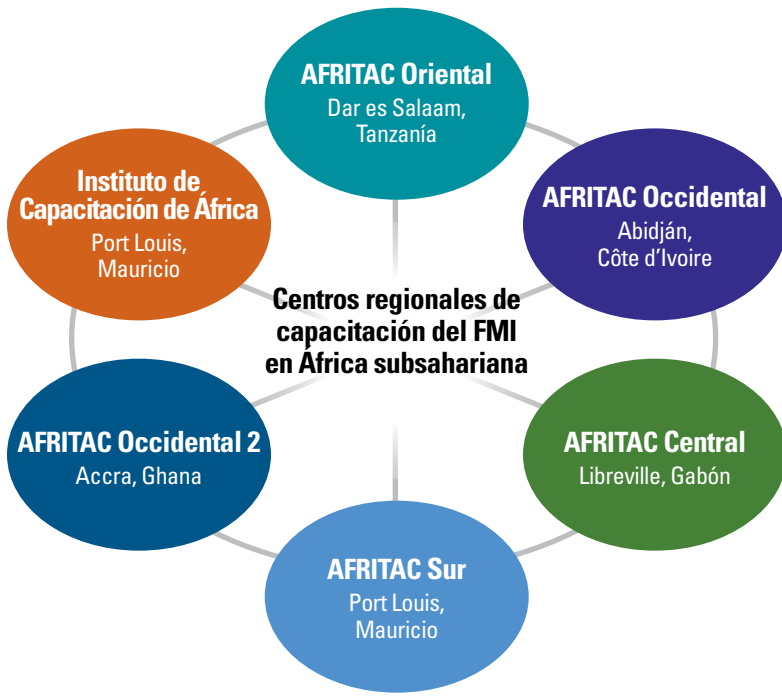 AFRITAC Oriental
Dar es Salaam,
Tanzanía
AFRITAC Occidental
Abidján,
Côte d'Ivoire
AFRITAC Central
Libreville, Gabón
AFRITAC Sur
Port Louis,
Mauricio
AFRITAC Occidental 2
Accra, Ghana
Instituto de
Capacitación de África
Port Louis,
Mauricio
Centros regionales de
capacitación del FMI
en África subsahariana